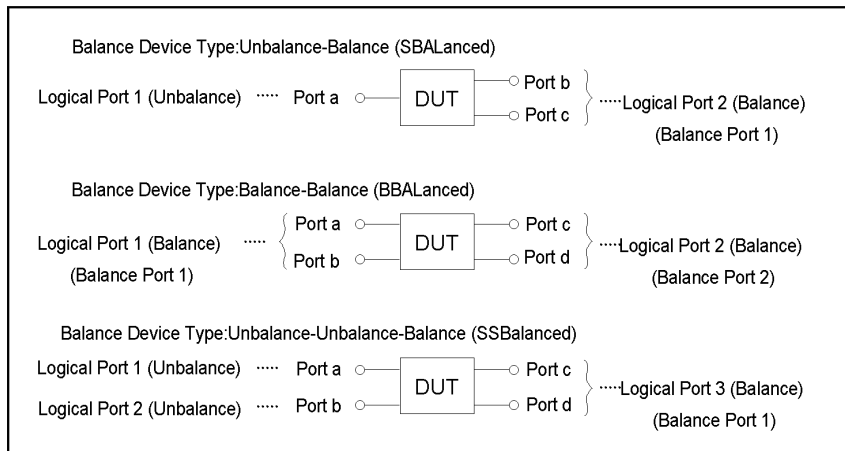 Balance Device Type:Unbalance-Balance (SBALanced)
Logical Port 1 (Unbalance) ····· Port a DUT Port b
Port c
·····Logical Port 2 (Balance)
(Balance Port 1)
Balance Device Type:Balance-Balance (BBALanced)
Logical Port 1 (Balance) ·····
(Balance Port 1)
Port a
Port b
DUT
Port c
Port d
·····Logical Port 2 (Balance)
(Balance Port 2)
Balance Device Type:Unbalance-Unbalance-Balance (SSBalanced)
Logical Port 1 (Unbalance) ····· Port a
Logical Port 2 (Unbalance) ····· Port b
DUT
Port c
Port d
·····Logical Port 3 (Balance)
(Balance Port 1)